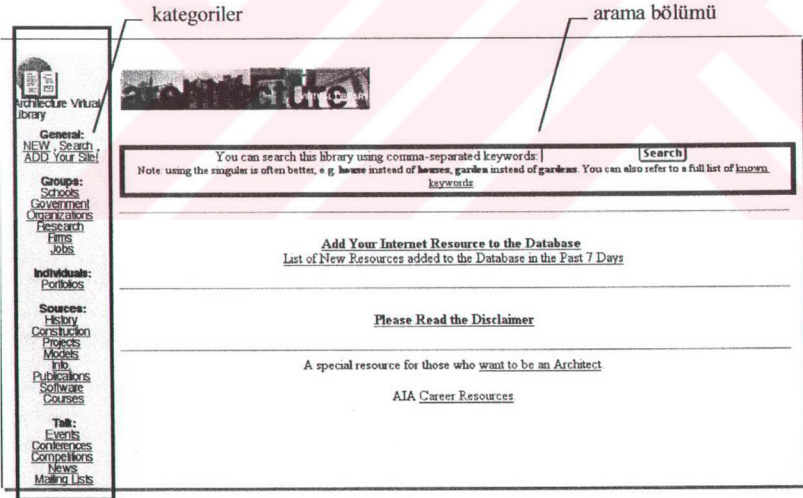 kategoriler
arama bölümü
Architecture Virtual
Library
General:
NEW , Search ,
ADD Your Site!
Groups:
Schools
Government
Organizations
Research
Firms
Jobs
Individuals:
Portfolios
Sources:
History
Construction
Projects
Models
Info
Publications
Software
Courses
Talk:
Events
Conferences
Competitions
News
Mailing Lists
architecture
VIRTUAL LIBRARY
You can search this library using comma-separated keywords: Search
Note: using the singular is often better, e.g. house instead of houses, garden instead of gardens. You can also refer to a full list of known
keywords.
Add Your Internet Resource to the Database
List of New Resources added to the Database in the Past 7 Days
Please Read the Disclaimer
A special resource for those who want to be an Architect
AIA Career Resources